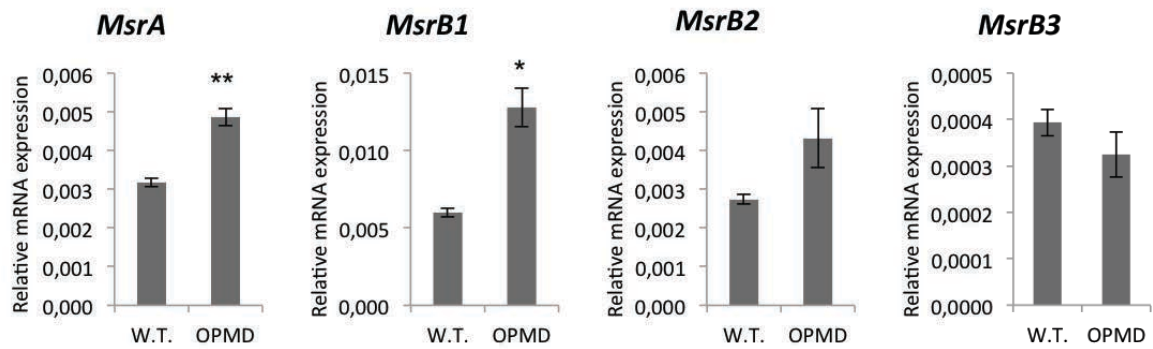 MsrA
Relative mRNA expression
0,006
0,005
0,004
0,003
0,002
0,001
0,000
**
W.T. OPMD
MsrB1
Relative mRNA expression
0,015
0,010
0,005
0,000
*
W.T. OPMD
MsrB2
Relative mRNA expression
0,006
0,005
0,004
0,003
0,002
0,001
0,000
W.T. OPMD
MsrB3
Relative mRNA expression
0,0005
0,0004
0,0003
0,0002
0,0001
0,0000
W.T. OPMD